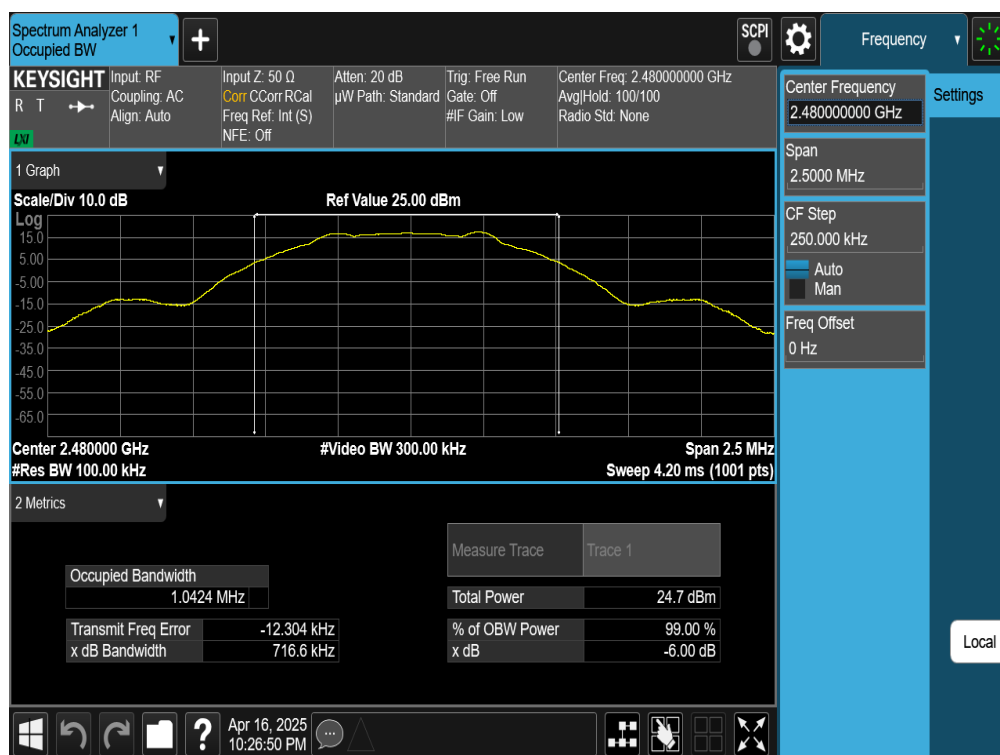 Spectrum Analyzer 1
Occupied BW
SCPI
Frequency
KEYSIGHT
R T
LXI
Input: RF
Coupling: AC
Align: Auto
Input Z: 50 Ω
Corr CCorr RCal
Freq Ref: Int (S)
NFE: Off
Atten: 20 dB
µW Path: Standard
Trig: Free Run
Gate: Off
#IF Gain: Low
Center Freq: 2.480000000 GHz
Avg|Hold: 100/100
Radio Std: None
Center Frequency
2.480000000 GHz
Settings
Span
2.5000 MHz
CF Step
250.000 kHz
Auto
Man
Freq Offset
0 Hz
1 Graph
Scale/Div 10.0 dB
Ref Value 25.00 dBm
Log
15.0
5.00
-5.00
-15.0
-25.0
-35.0
-45.0
-55.0
-65.0
Center 2.480000 GHz
#Video BW 300.00 kHz
Span 2.5 MHz
#Res BW 100.00 kHz
Sweep 4.20 ms (1001 pts)
2 Metrics
Measure Trace
Trace 1
Occupied Bandwidth
1.0424 MHz
Total Power
24.7 dBm
Transmit Freq Error
-12.304 kHz
% of OBW Power
99.00 %
x dB Bandwidth
716.6 kHz
x dB
-6.00 dB
Local
?
Apr 16, 2025
10:26:50 PM